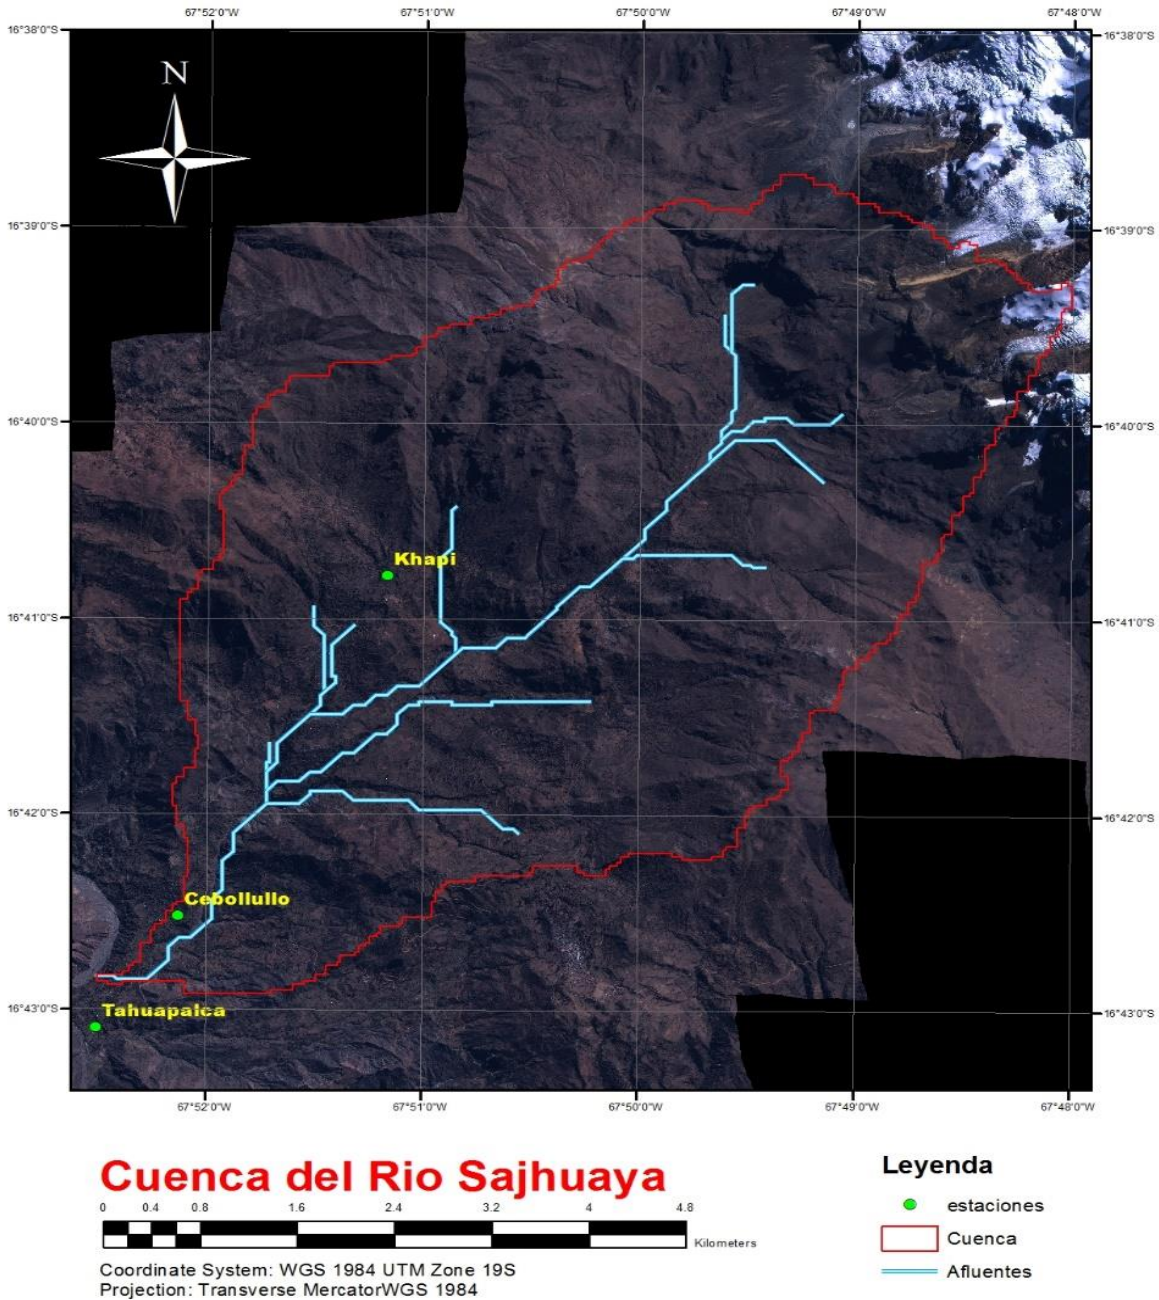 67°52'0"W 67°51'0"W 67°50'0"W 67°49'0"W 67°48'0"W
16°38'0"S 16°38'0"S
N
16°39'0"S 16°39'0"S
16°40'0"S 16°40'0"S
Khapi
16°41'0"S 16°41'0"S
16°42'0"S 16°42'0"S
Cebollullo
16°43'0"S 16°43'0"S
Tahuapalca
67°52'0"W 67°51'0"W 67°50'0"W 67°49'0"W 67°48'0"W
Cuenca del Rio Sajhuaya
0 0.4 0.8 1.6 2.4 3.2 4 4.8
Kilometers
Coordinate System: WGS 1984 UTM Zone 19S
Projection: Transverse MercatorWGS 1984
Leyenda
estaciones
Cuenca
Afluentes